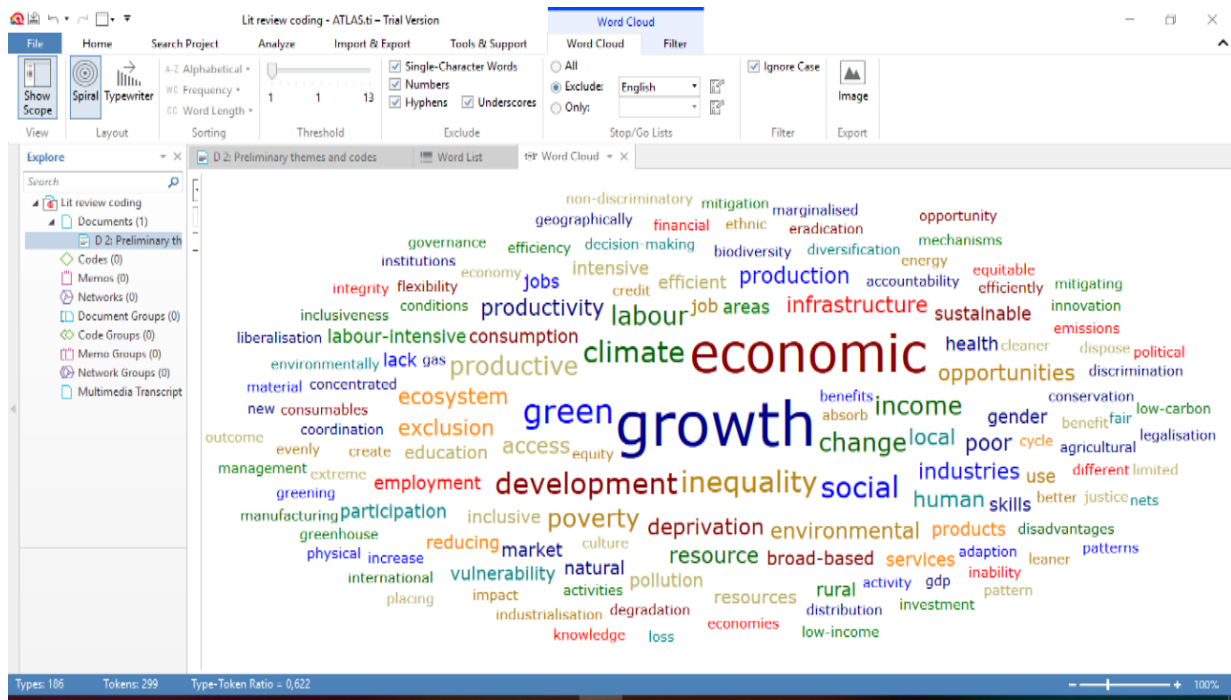 Lit review coding - ATLAS.ti – Trial Version
Word Cloud
File Home Search Project Analyze Import & Export Tools & Support Word Cloud Filter
Show Scope
Spiral Typewriter
A-Z Alphabetical
WC Frequency
CC Word Length
1 1 13
Single-Character Words
Numbers
Hyphens Underscores
All
Exclude: English
Only:
Ignore Case
Image
View Layout Sorting Threshold Exclude Stop/Go Lists Filter Export
Explore
Search
Lit review coding
Documents (1)
D 2: Preliminary th
Codes (0)
Memos (0)
Networks (0)
Document Groups (0)
Code Groups (0)
Memo Groups (0)
Network Groups (0)
Multimedia Transcript
D 2: Preliminary themes and codes Word List Word Cloud
non-discriminatory mitigation marginalised
geographically financial ethnic eradication opportunity
governance efficiency decision-making biodiversity diversification mechanisms
institutions economy jobs intensive credit efficient production accountability energy equitable efficiently mitigating
integrity flexibility
inclusiveness conditions productivity labour job areas infrastructure sustainable innovation emissions
liberalisation labour-intensive consumption climate economic health cleaner dispose political
environmentally lack gas productive opportunities discrimination
material concentrated ecosystem benefits conservation
new consumables green growth absorb income gender benefit fair low-carbon
coordination exclusion change local poor cycle agricultural legalisation
outcome evenly create education access equity
management extreme employment development inequality social industries use different limited
greening human skills better justice nets
manufacturing participation inclusive poverty deprivation environmental products disadvantages
greenhouse reducing culture
physical increase market resource broad-based services adaption leaner patterns
international vulnerability natural pollution inability
placing impact activities resources rural activity gdp pattern
industrialisation degradation distribution investment
knowledge loss economies low-income
Types: 186 Tokens: 299 Type-Token Ratio = 0,622 100%